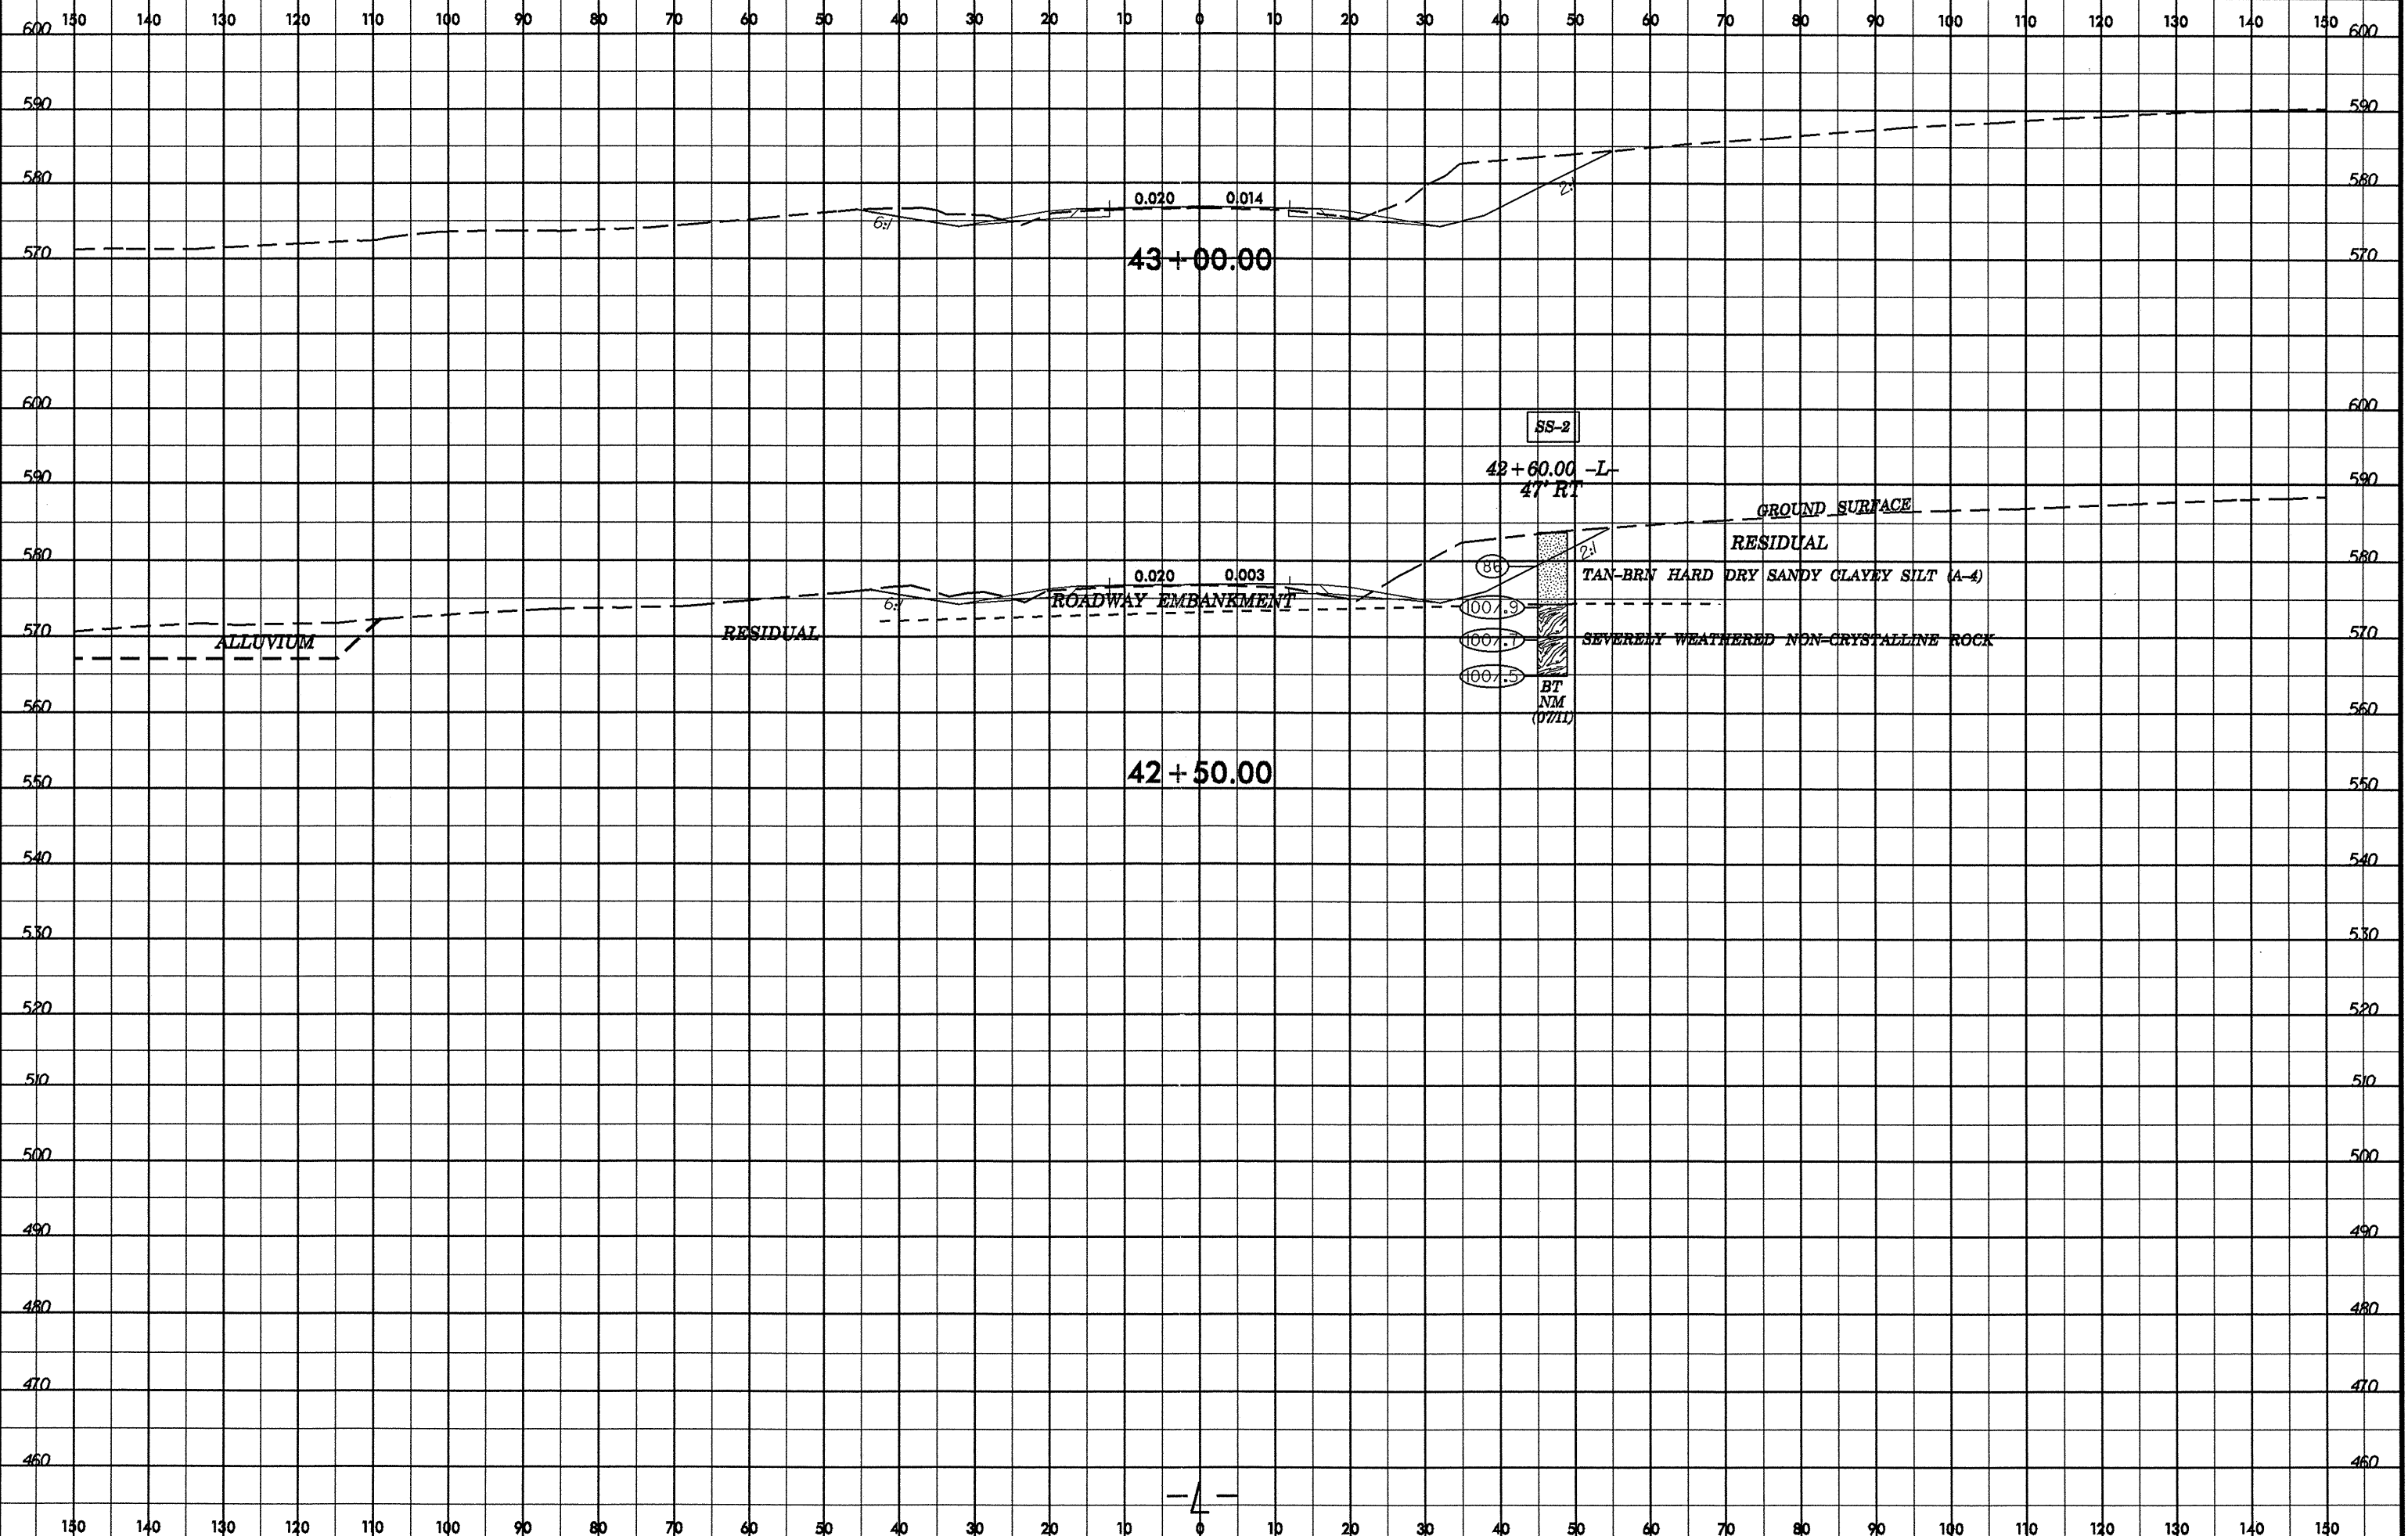 150 140 130 120 110 100 90 80 70 60 50 40 30 20 10 0 10 20 30 40 50 60 70 80 90 100 110 120 130 140 150
600 600
590 590
580 580
0.020 0.014
2:1
6:1
570 570
43+00.00
600 600
SS-2
42+60.00 -L-
47' RT
590 590
GROUND SURFACE
RESIDUAL
2:1
580 580
86
TAN-BRN HARD DRY SANDY CLAYEY SILT (A-4)
0.020 0.003
6:1
ROADWAY EMBANKMENT
100/.9
570 570
ALLUVIUM
RESIDUAL
100/.7
SEVERELY WEATHERED NON-CRYSTALLINE ROCK
100/.5
BT
NM
(07/11)
560 560
42+50.00
550 550
540 540
530 530
520 520
510 510
500 500
490 490
480 480
470 470
460 460
-L-
150 140 130 120 110 100 90 80 70 60 50 40 30 20 10 0 10 20 30 40 50 60 70 80 90 100 110 120 130 140 150